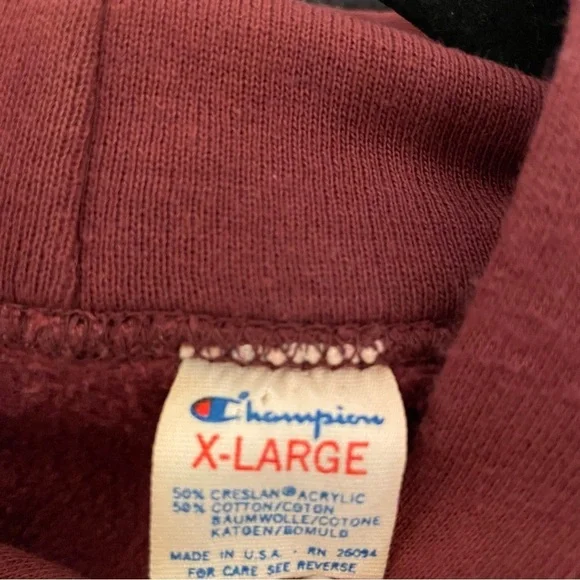 Champion
X-LARGE
50% CRESLAN® ACRYLIC
50% COTTON/COTON
BAUMWOLLE/COTONE
KATOEN/BOMULD
MADE IN U.S.A. · RN 26094
FOR CARE SEE REVERSE